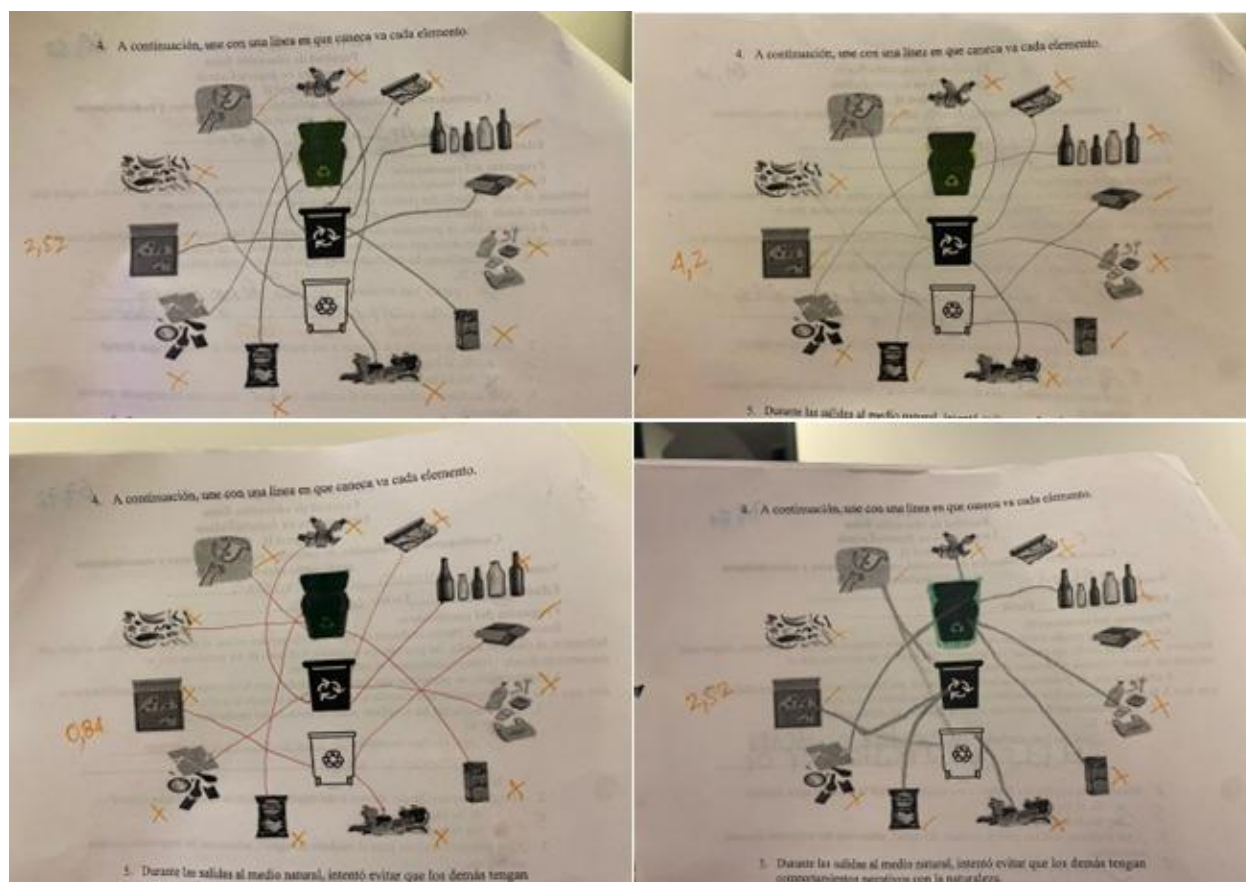 4. A continuación, une con una línea en que caneca va cada elemento.
2,52
4. A continuación, une con una línea en que caneca va cada elemento.
4,2
5. Durante las salidas al medio natural, intentó
4. A continuación, une con una línea en que caneca va cada elemento.
0,84
5. Durante las salidas al medio natural, intentó evitar que los demás tengan
4. A continuación, une con una línea en que caneca va cada elemento.
2,52
5. Durante las salidas al medio natural, intentó evitar que los demás tengan
comportamientos negativos con la naturaleza.